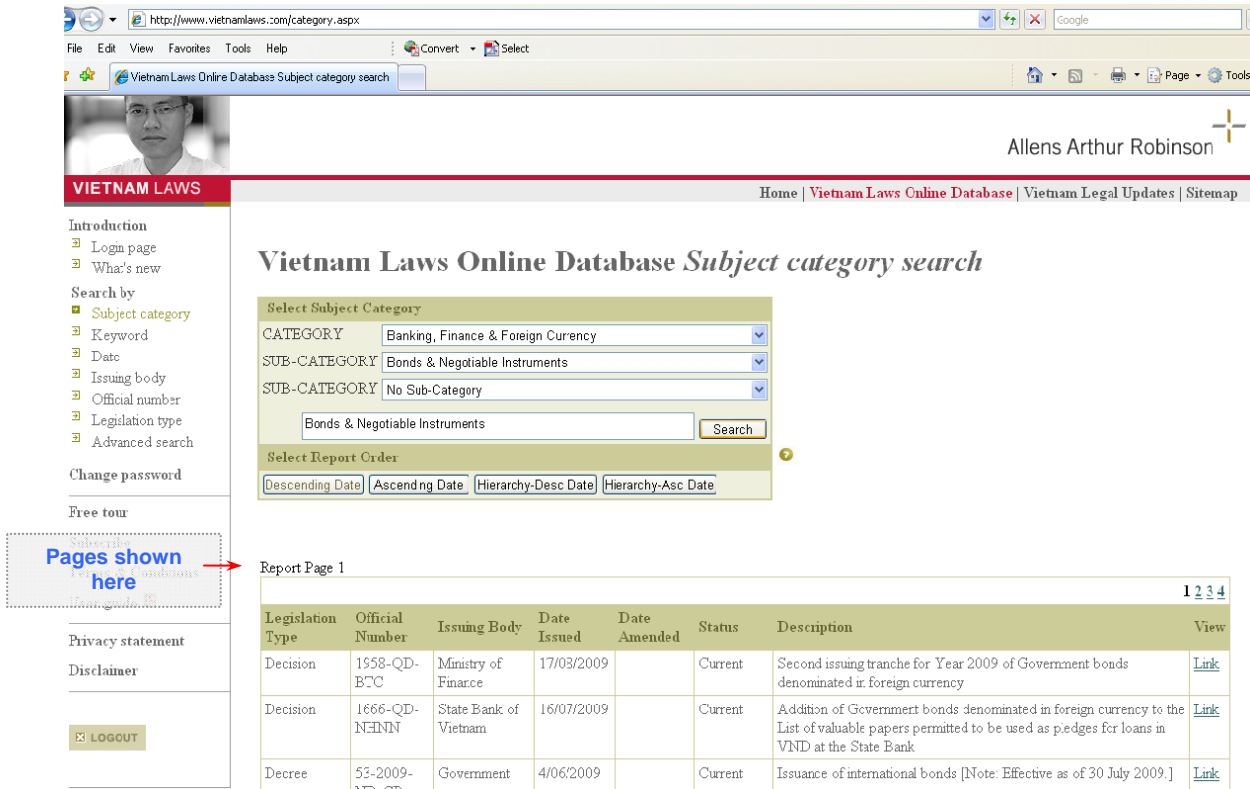 http://www.vietnamlaws.com/category.aspx
Google
File Edit View Favorites Tools Help
Convert Select
Vietnam Laws Online Database Subject category search
Page Tools
Allens Arthur Robinson
VIETNAM LAWS
Home | Vietnam Laws Online Database | Vietnam Legal Updates | Sitemap
Introduction
Login page
What's new
Search by
Subject category
Keyword
Date
Issuing body
Official number
Legislation type
Advanced search
Change password
Free tour
Subscribe
Terms & Conditions
User guide
Privacy statement
Disclaimer
LOGOUT
Pages shown
here
Vietnam Laws Online Database Subject category search
Select Subject Category
CATEGORY Banking, Finance & Foreign Currency
SUB-CATEGORY Bonds & Negotiable Instruments
SUB-CATEGORY No Sub-Category
Bonds & Negotiable Instruments Search
Select Report Order
Descending Date Ascending Date Hierarchy-Desc Date Hierarchy-Asc Date
Report Page 1
1 2 3 4
Legislation Type Official Number Issuing Body Date Issued Date Amended Status Description View
Decision 1958-QD- Ministry of 17/08/2009 Current Second issuing tranche for Year 2009 of Government bonds Link
BTC Finance denominated in foreign currency
Decision 1666-QD- State Bank of 16/07/2009 Current Addition of Government bonds denominated in foreign currency to the Link
NHNN Vietnam List of valuable papers permitted to be used as pledges for loans in
VND at the State Bank
Decree 53-2009- Government 4/06/2009 Current Issuance of international bonds [Note: Effective as of 30 July 2009.] Link